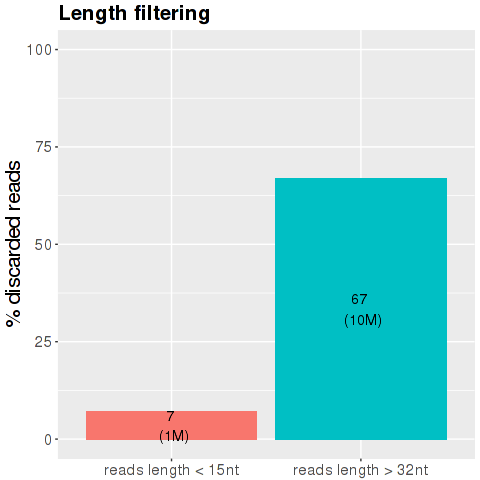 Length filtering
% discarded reads
100
75
50
25
0
67
(10M)
7
(1M)
reads length < 15nt
reads length > 32nt